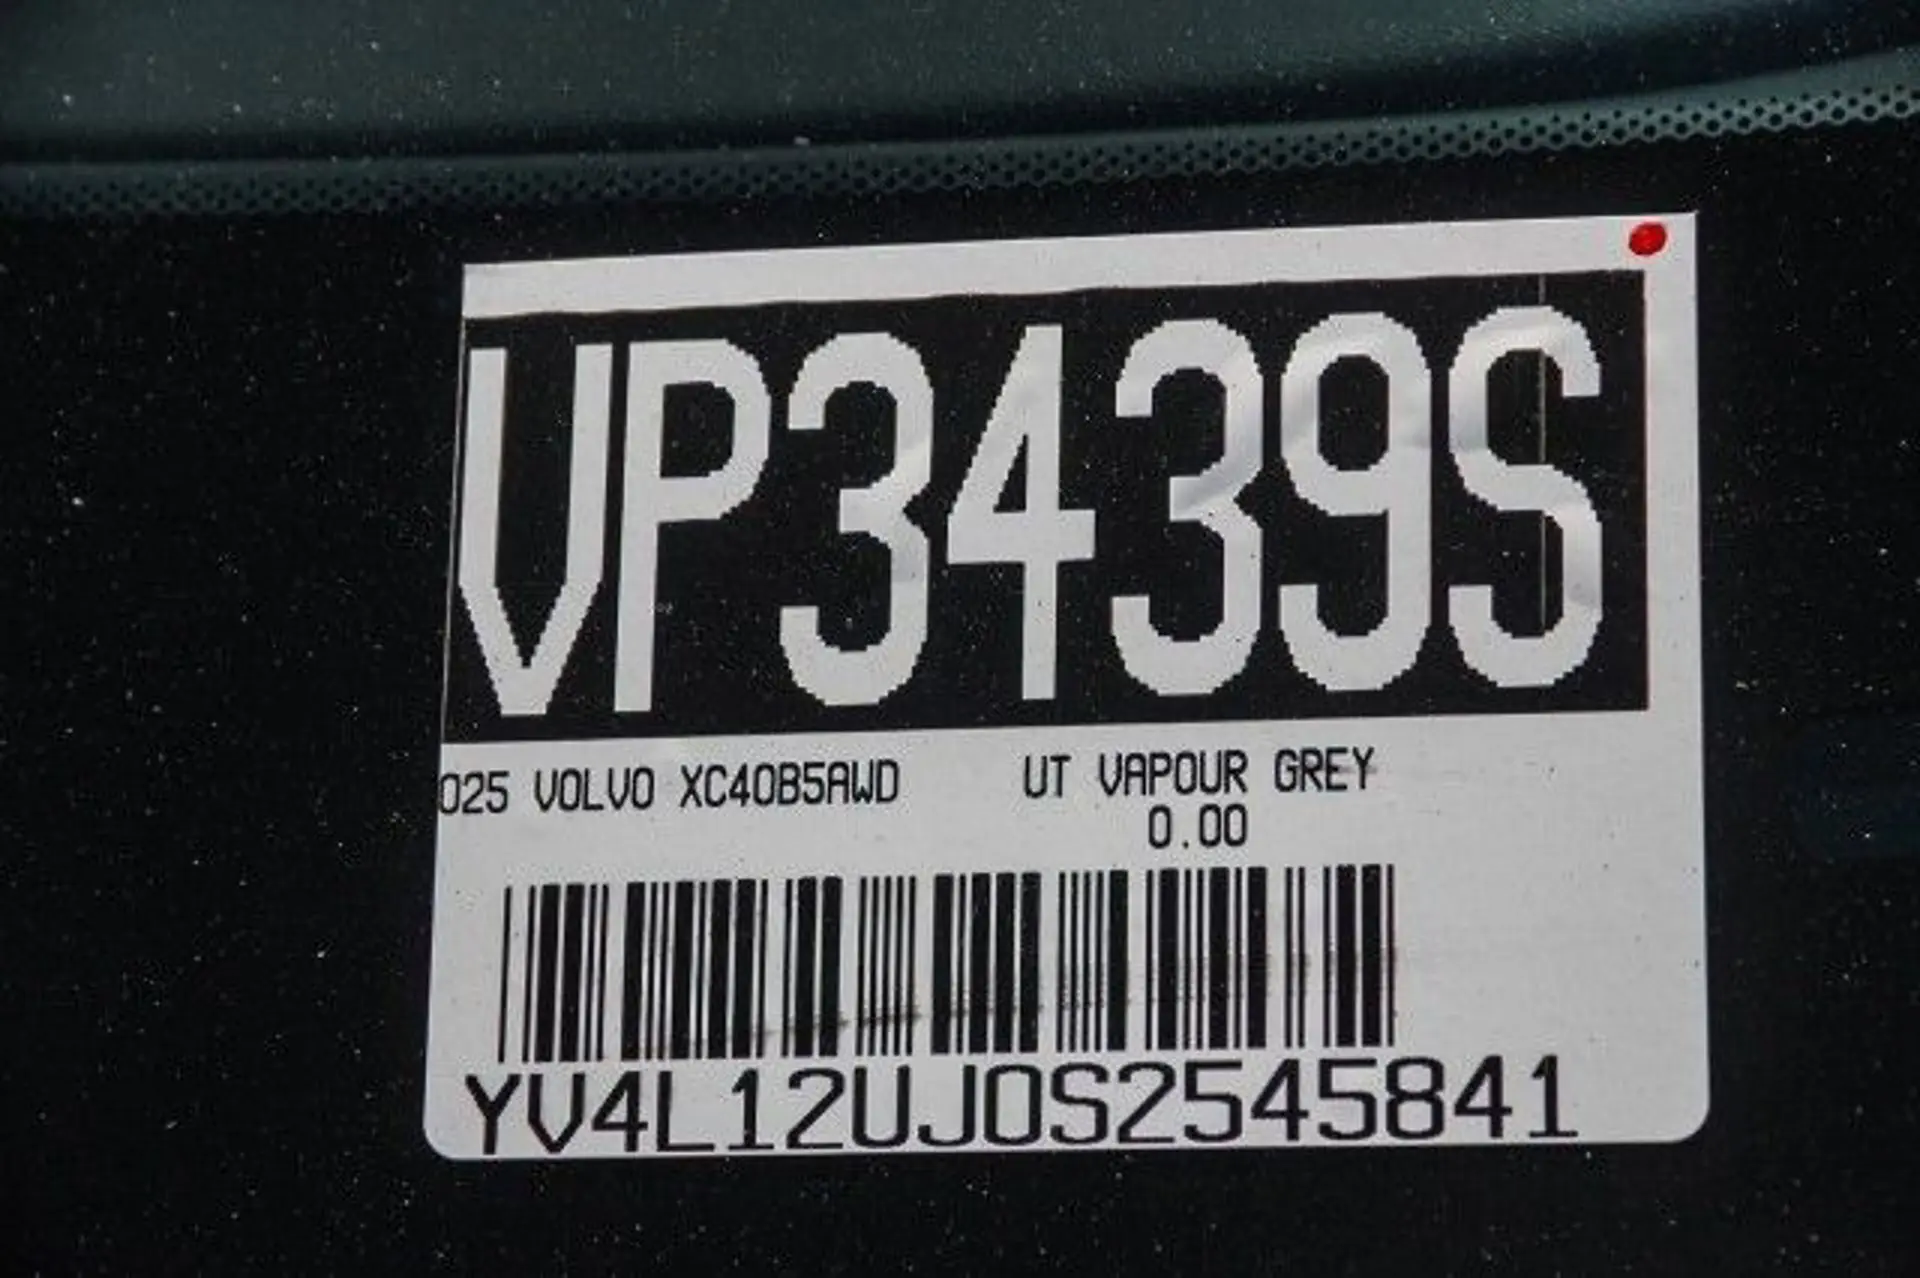 VP3439S
025 VOLVO XC40B5AWD UT VAPOUR GREY
0.00
YV4L12UJ0S2545841